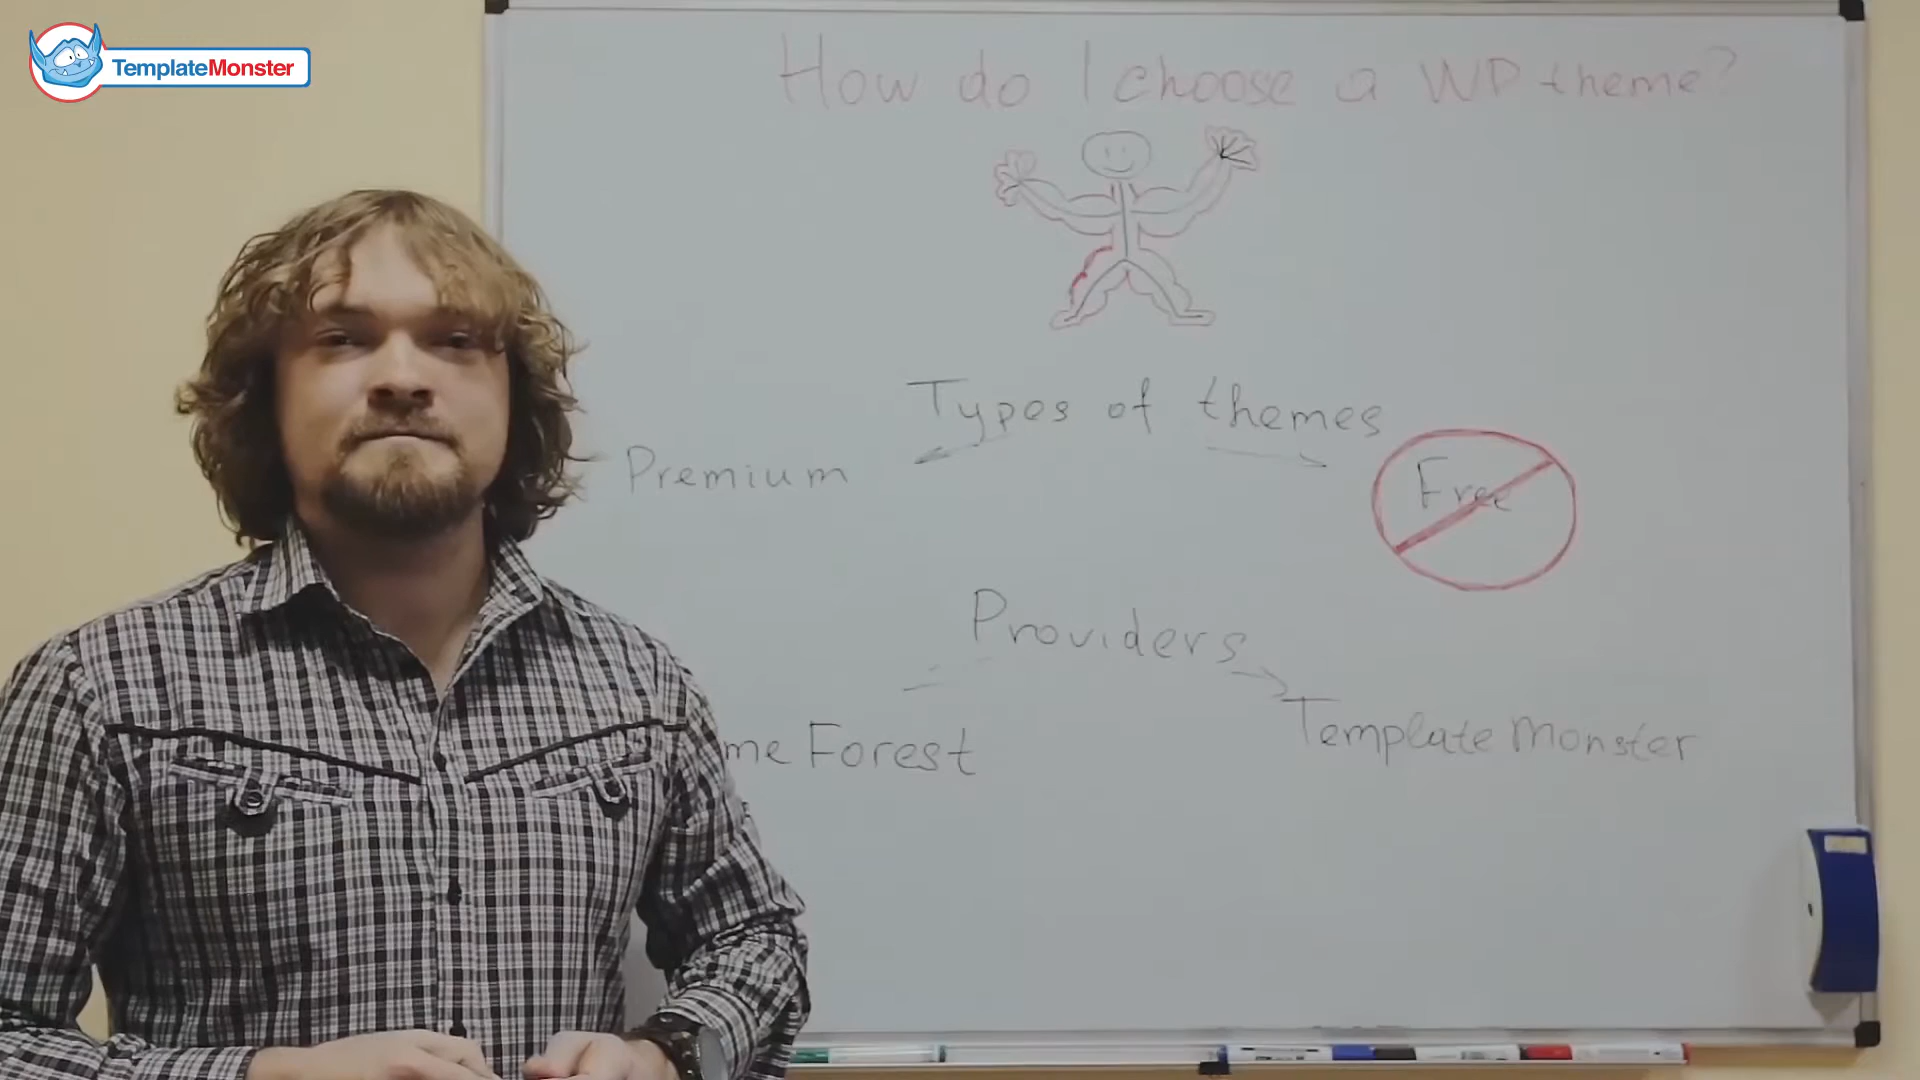 TemplateMonster
How do I choose a WP theme?
Types of themes
Premium
Free
Providers
me Forest
Template Monster